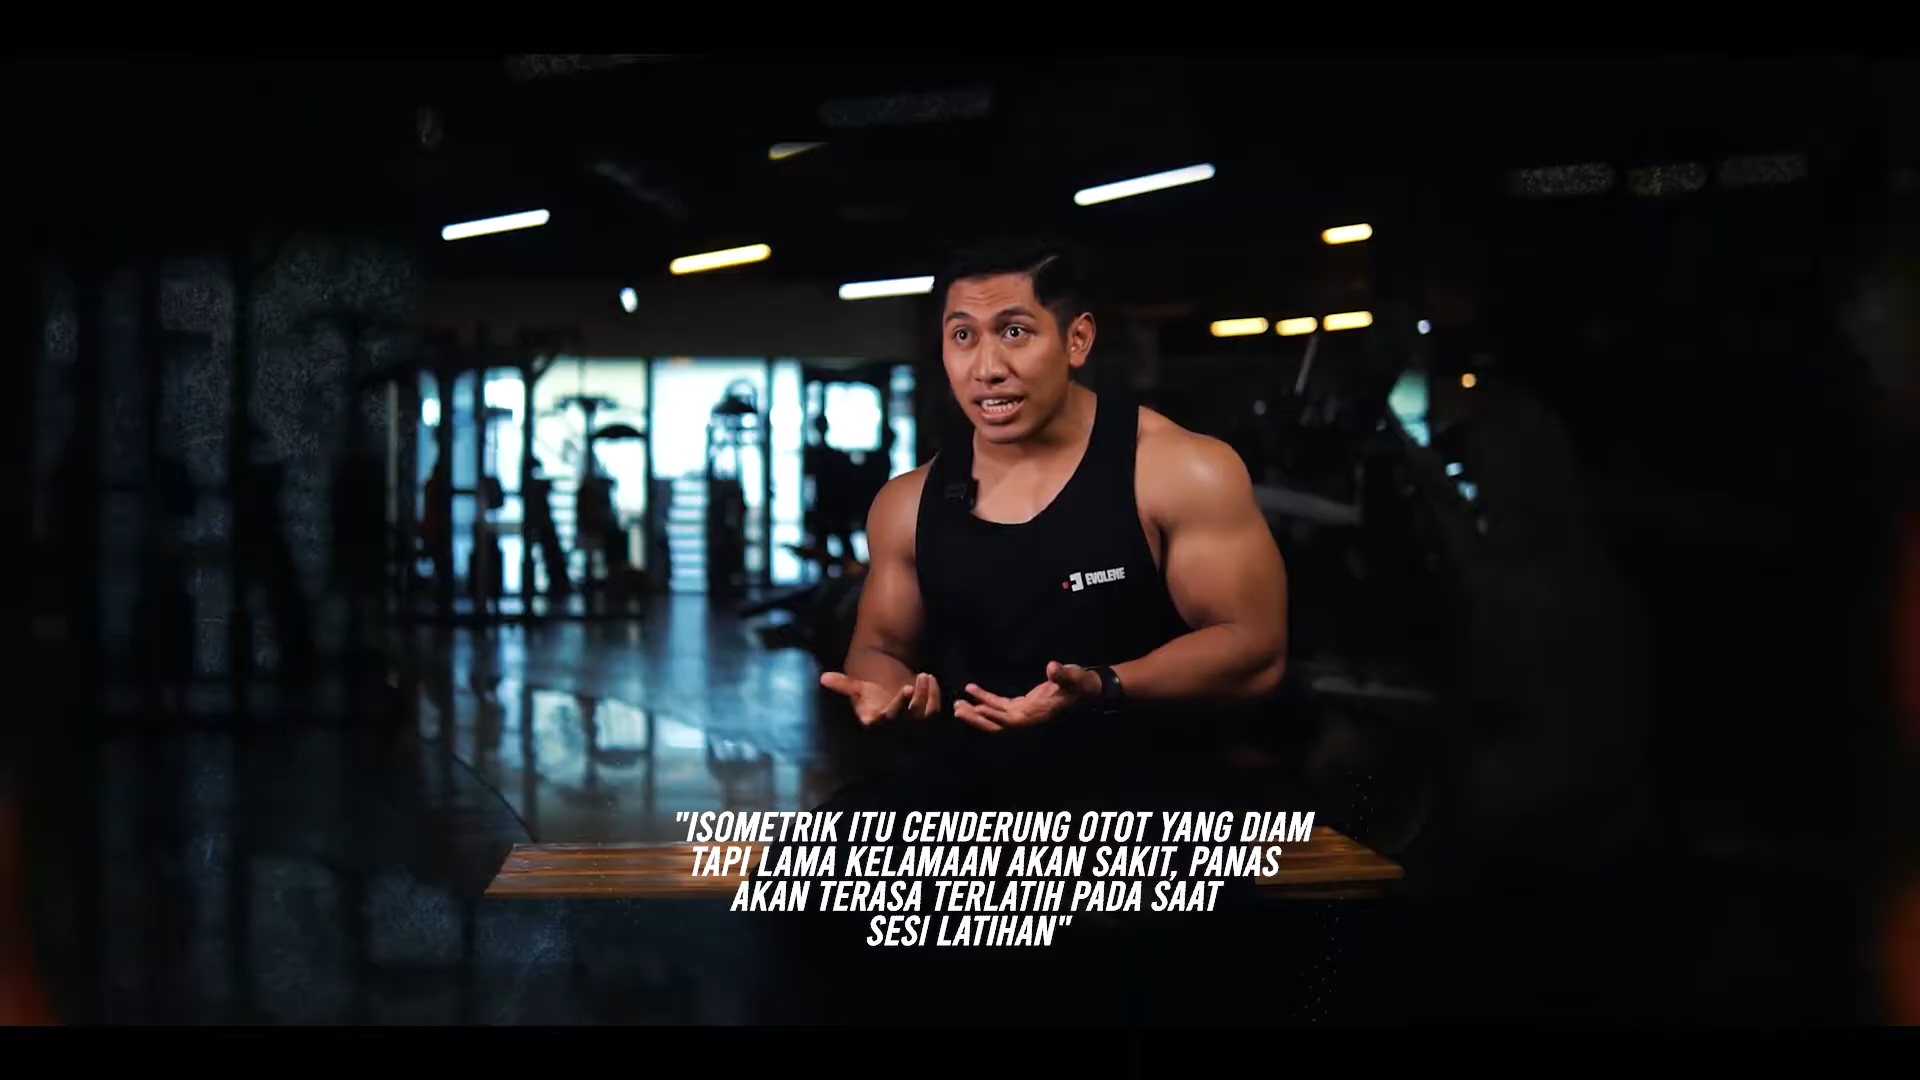 EVOLENE
"ISOMETRIK ITU CENDERUNG OTOT YANG DIAM
TAPI LAMA KELAMAAN AKAN SAKIT, PANAS
AKAN TERASA TERLATIH PADA SAAT
SESI LATIHAN"